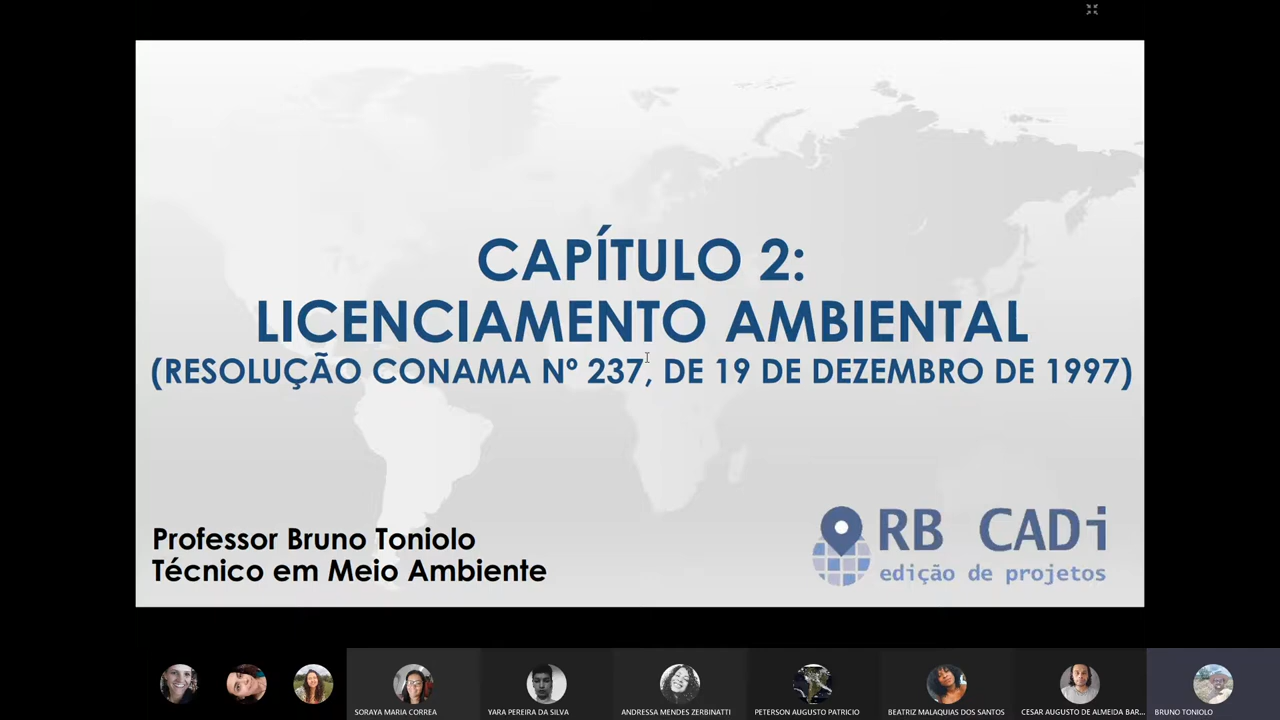 CAPÍTULO 2:
LICENCIAMENTO AMBIENTAL
(RESOLUÇÃO CONAMA Nº 237, DE 19 DE DEZEMBRO DE 1997)
Professor Bruno Toniolo
Técnico em Meio Ambiente
RB CADi
edição de projetos
SORAYA MARIA CORREA
YARA PEREIRA DA SILVA
ANDRESSA MENDES ZERBINATTI
PETERSON AUGUSTO PATRICIO
BEATRIZ MALAQUIAS DOS SANTOS
CESAR AUGUSTO DE ALMEIDA BAR...
BRUNO TONIOLO